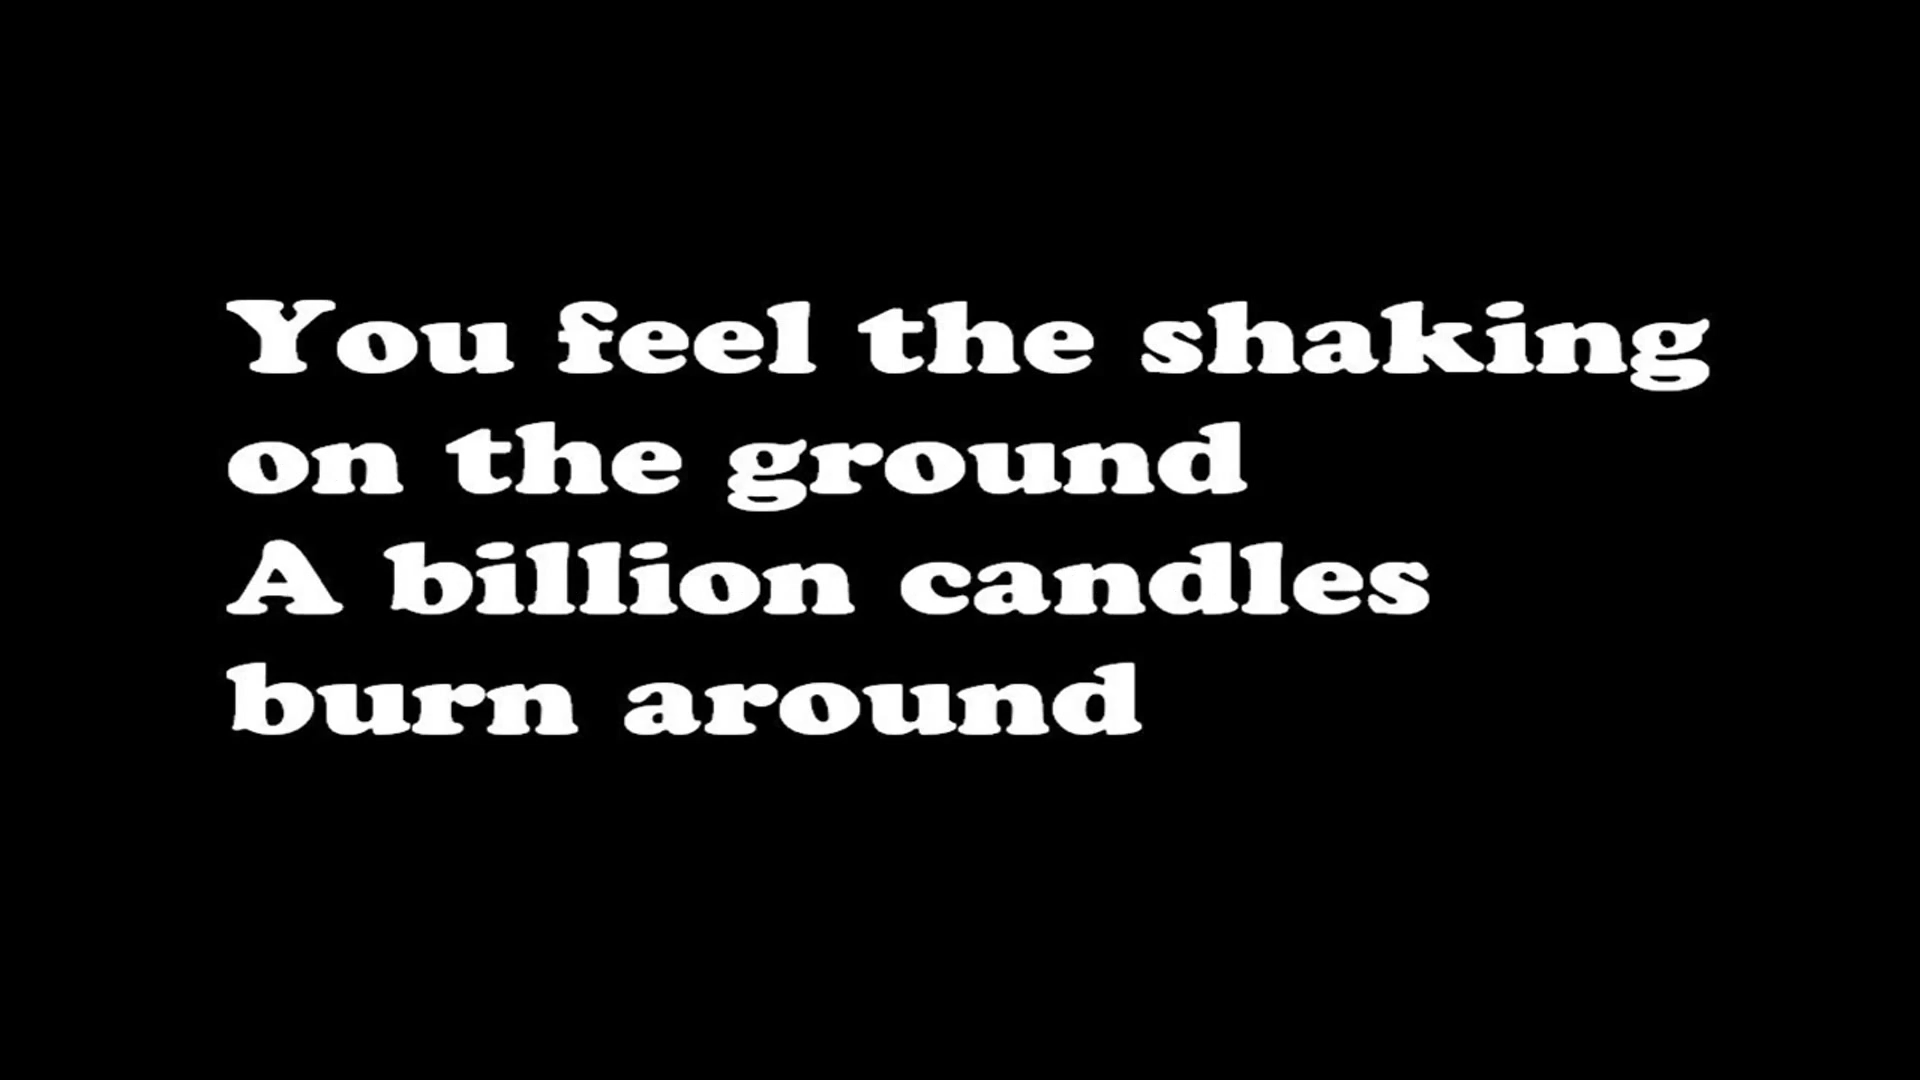 You feel the shaking
on the ground
A billion candles
burn around